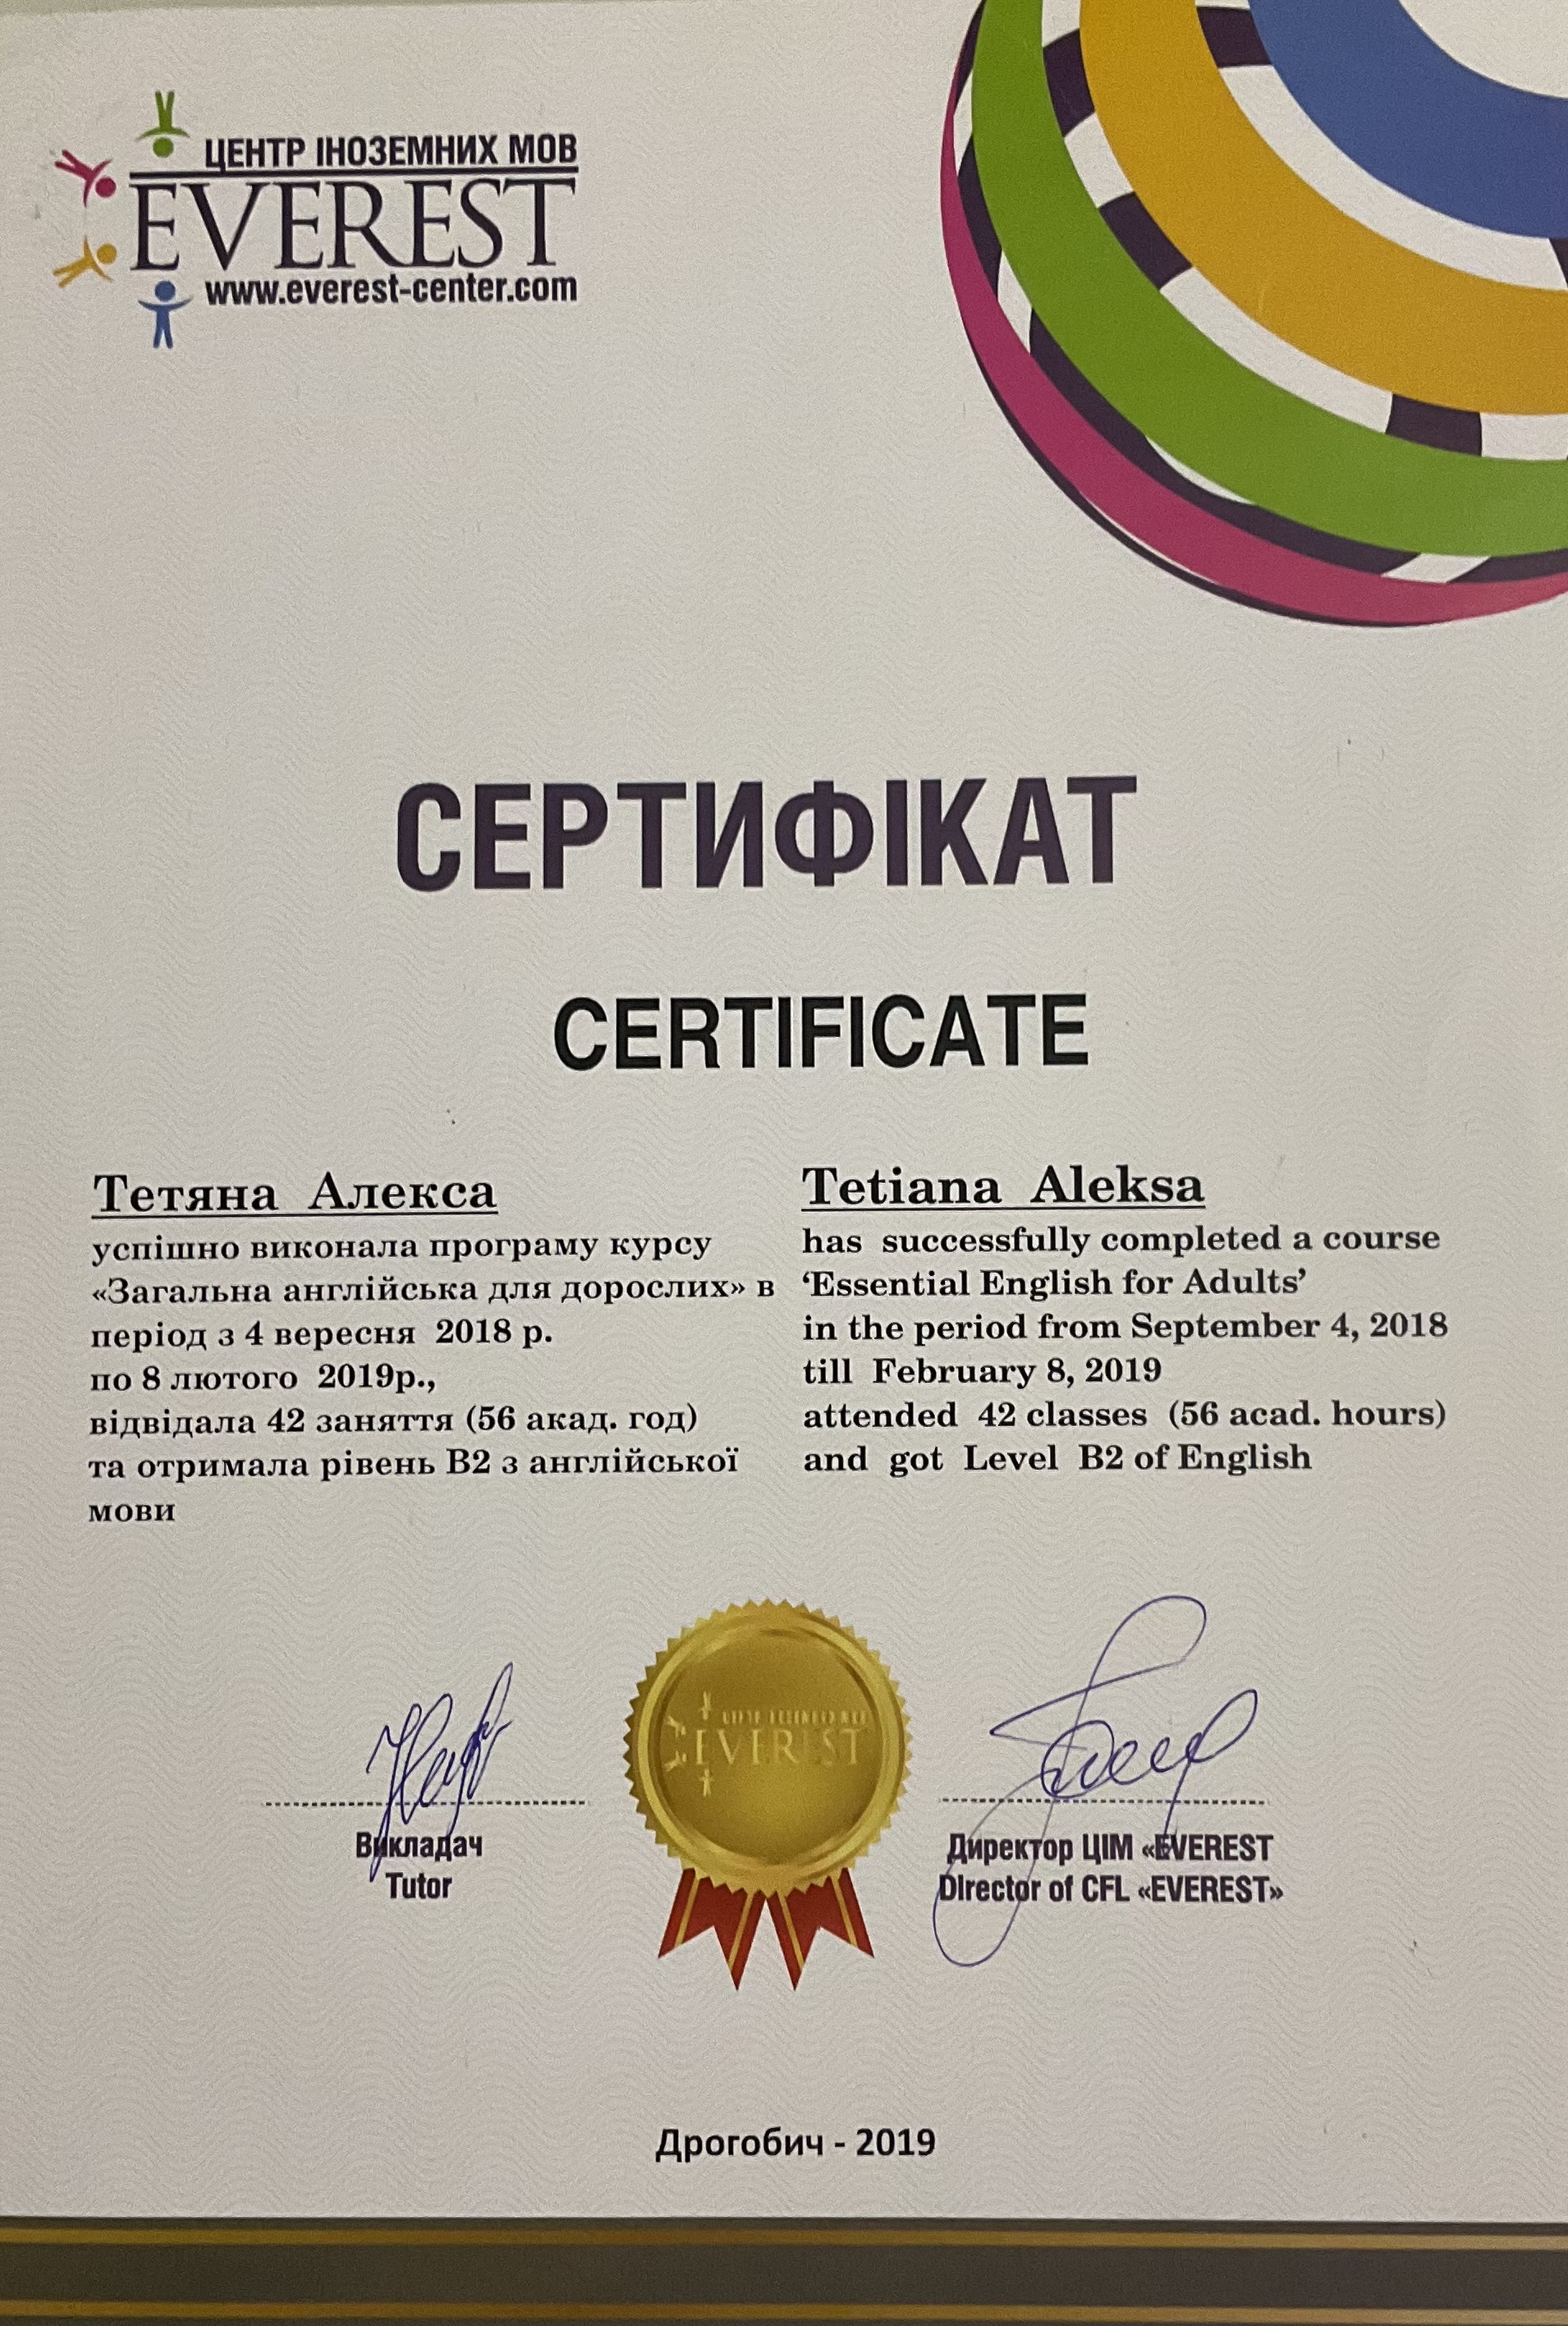 ЦЕНТР ІНОЗЕМНИХ МОВ
EVEREST
www.everest-center.com
СЕРТИФІКАТ
CERTIFICATE
Тетяна Алекса
успішно виконала програму курсу
«Загальна англійська для дорослих» в
період з 4 вересня 2018 р.
по 8 лютого 2019р.,
відвідала 42 заняття (56 акад. год)
та отримала рівень В2 з англійської
мови
Tetiana Aleksa
has successfully completed a course
‘Essential English for Adults’
in the period from September 4, 2018
till February 8, 2019
attended 42 classes (56 acad. hours)
and got Level B2 of English
EVEREST
Викладач
Tutor
Директор ЦІМ «EVEREST
DIrector of CFL «EVEREST»
Дрогобич - 2019